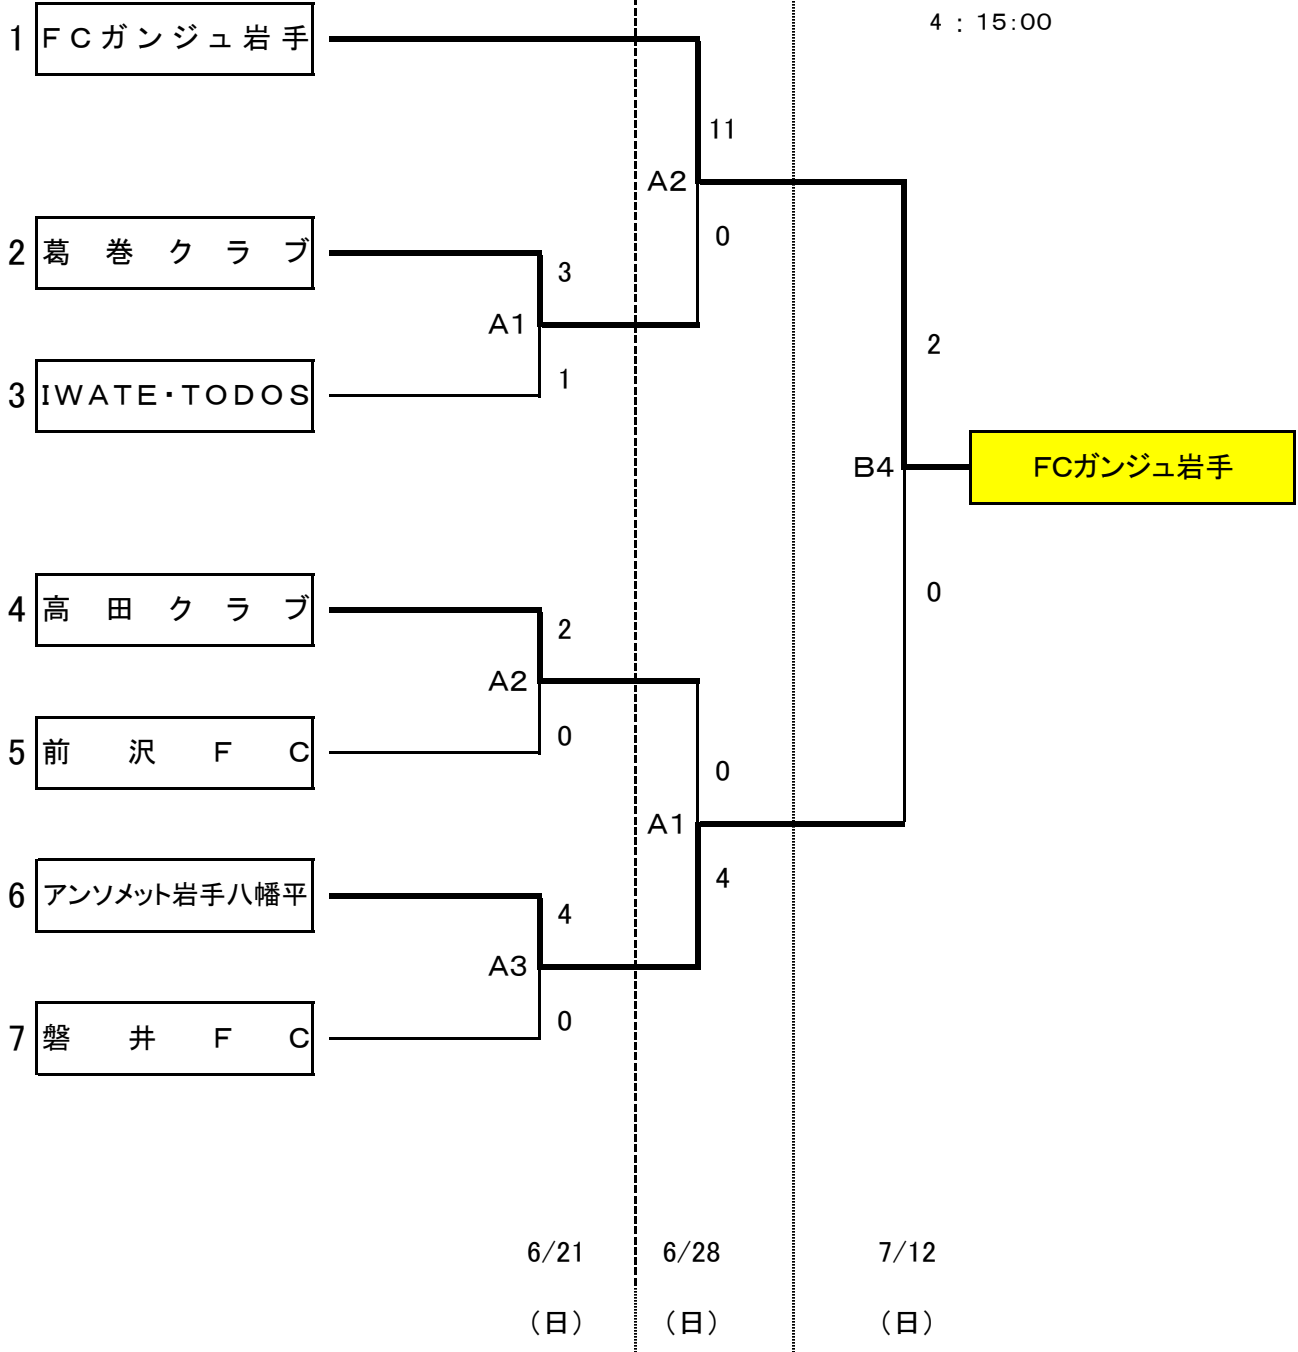 4 : 15:00
1 FCガンジュ岩手
11
A2
0
2 葛巻クラブ
3
A1
1
3 IWATE・TODOS
2
B4
FCガンジュ岩手
0
4 高田クラブ
2
A2
0
5 前沢FC
0
A1
4
6 アンソメット岩手八幡平
4
A3
0
7 磐井FC
6/21 6/28 7/12
（日） （日） （日）